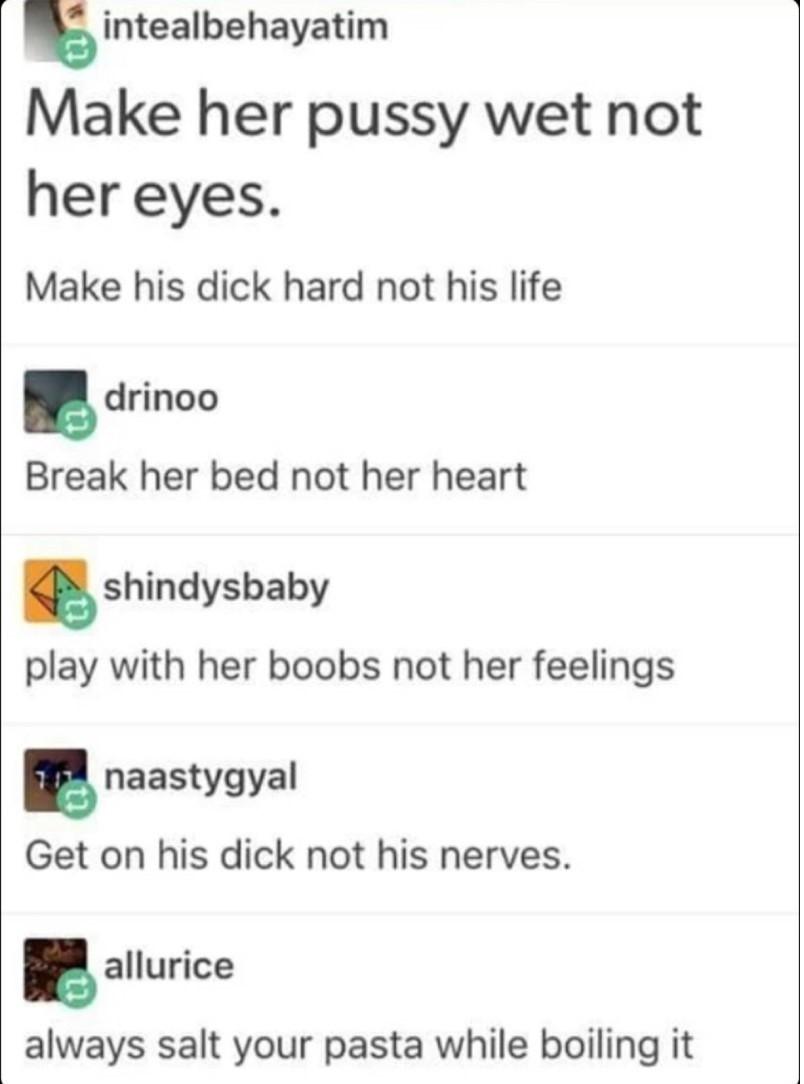 intealbehayatim
Make her pussy wet not
her eyes.
Make his dick hard not his life
drinoo
Break her bed not her heart
shindysbaby
play with her boobs not her feelings
naastygyal
Get on his dick not his nerves.
allurice
always salt your pasta while boiling it